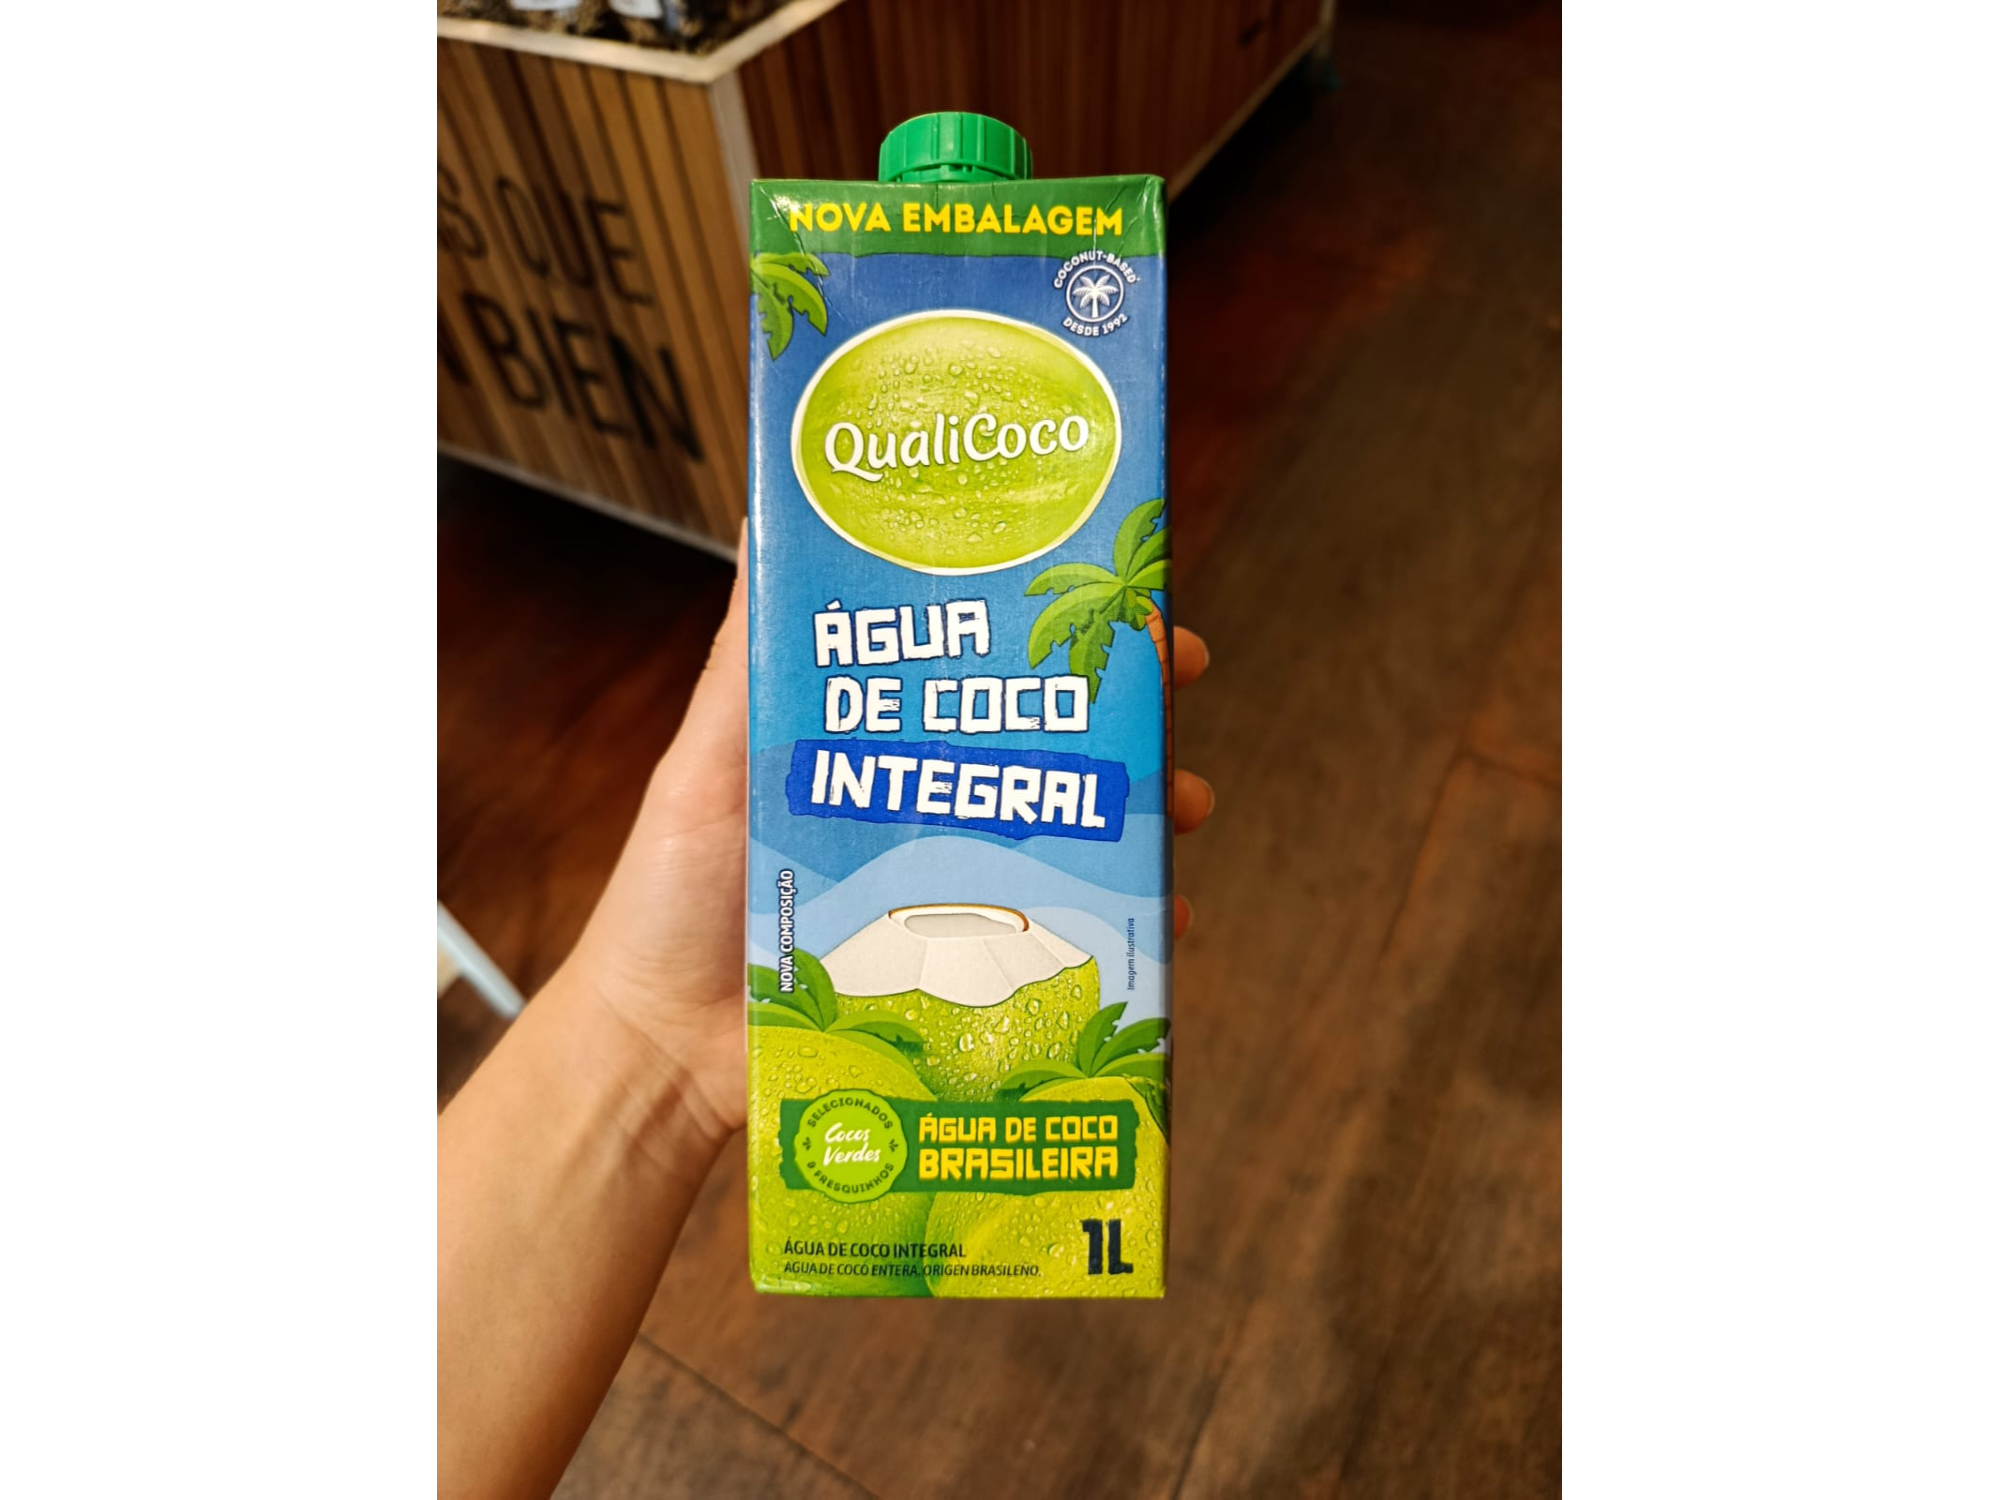 S QUE
BIEN
NOVA EMBALAGEM
COCONUT-BASED
DESDE 1992
QualiCoco
ÁGUA
DE COCO
INTEGRAL
NOVA COMPOSIÇÃO
Imagem ilustrativa
SELECIONADOS
Cocos
Verdes
& FRESQUINHOS
ÁGUA DE COCO
BRASILEIRA
1L
ÁGUA DE COCO INTEGRAL
AGUA DE COCO ENTERA. ORIGEN BRASILEÑO.